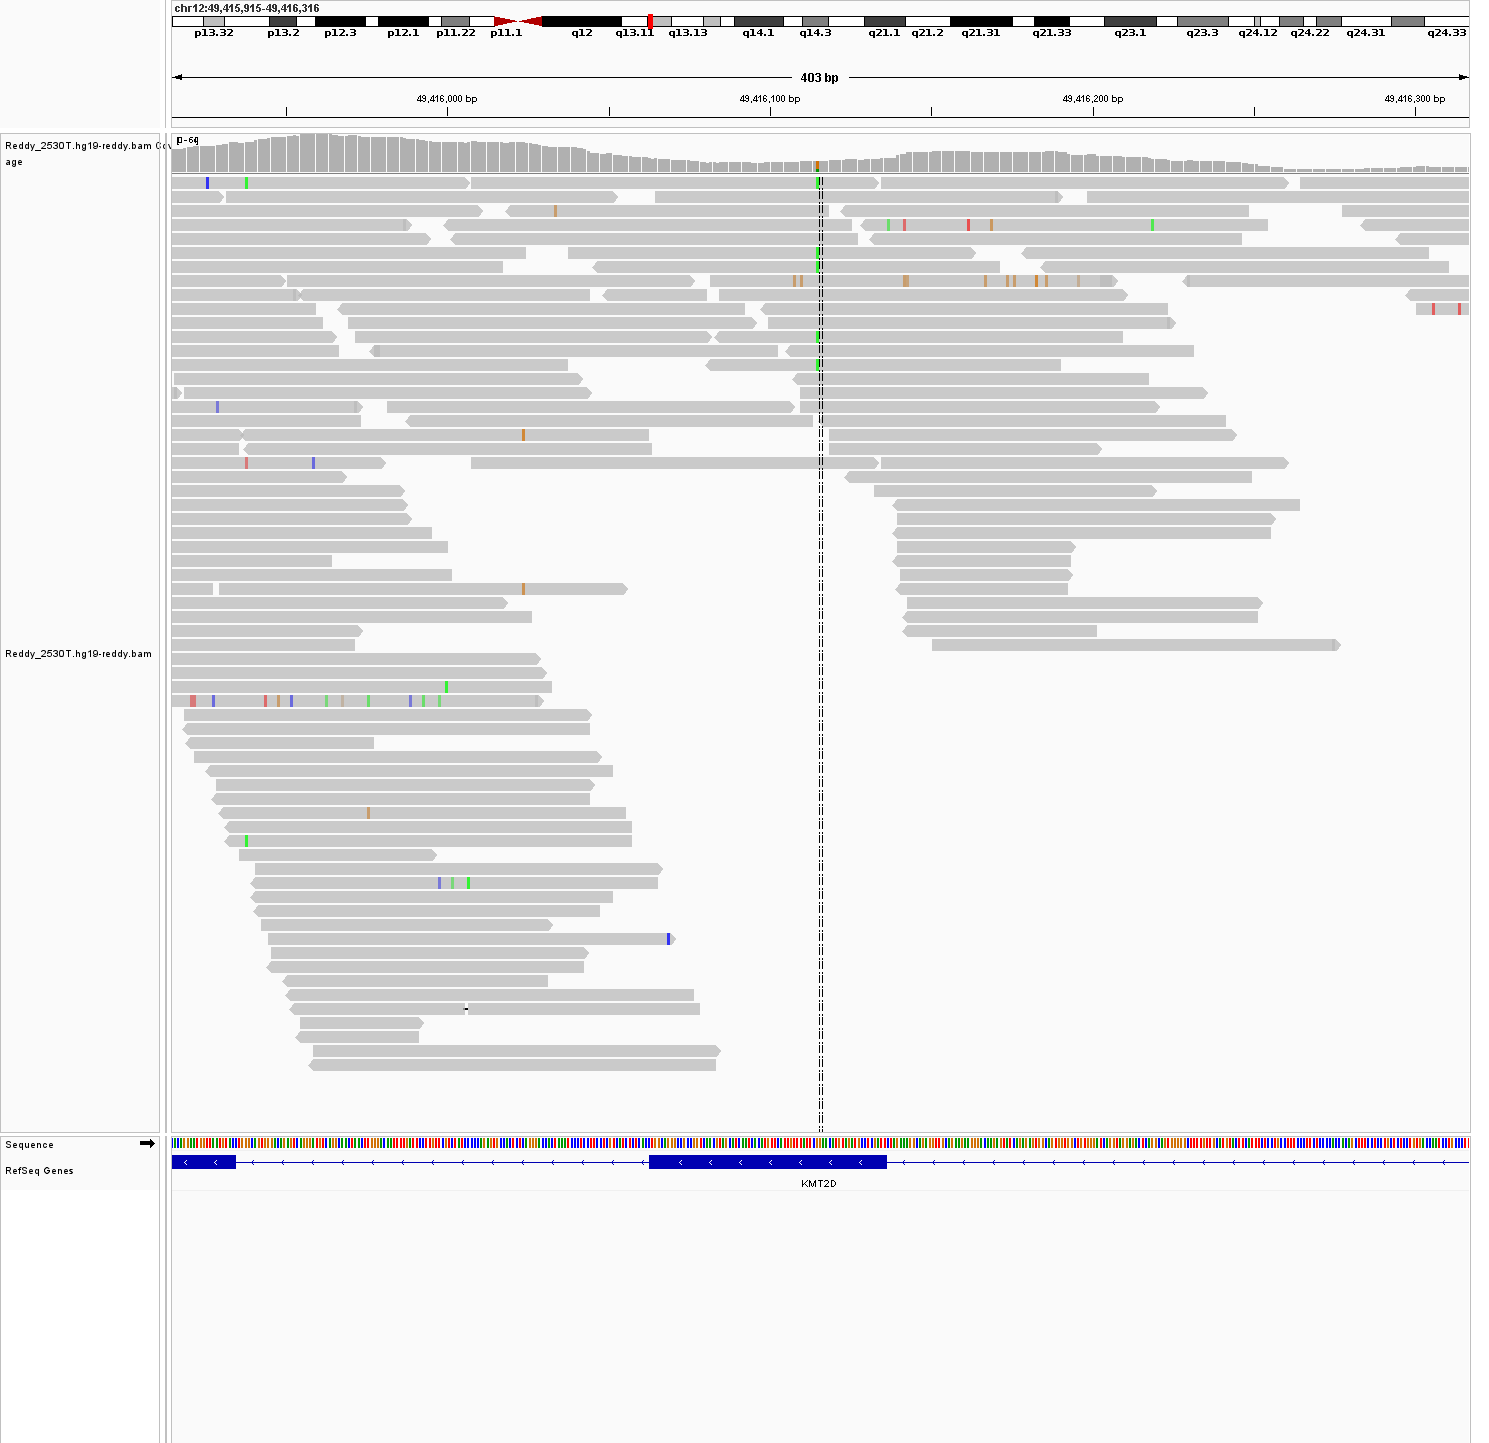 chr12:49,415,915-49,416,316
p13.32 p13.2 p12.3 p12.1 p11.22 p11.1 q12 q13.11 q13.13 q14.1 q14.3 q21.1 q21.2 q21.31 q21.33 q23.1 q23.3 q24.12 q24.22 q24.31 q24.33
403 bp
49,416,000 bp 49,416,100 bp 49,416,200 bp 49,416,300 bp
Reddy_2530T.hg19-reddy.bam Cov
age
Reddy_2530T.hg19-reddy.bam
Sequence
RefSeq Genes
KMT2D